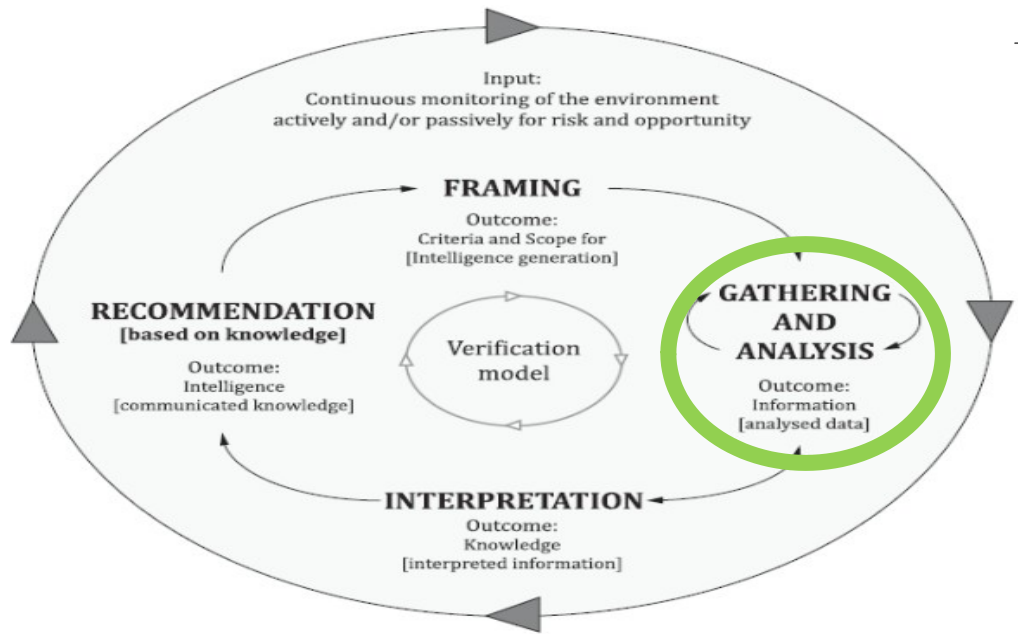 Input:
Continuous monitoring of the environment
actively and/or passively for risk and opportunity
FRAMING
Outcome:
Criteria and Scope for
[Intelligence generation]
GATHERING
AND
ANALYSIS
Outcome:
Information
[analysed data]
RECOMMENDATION
[based on knowledge]
Outcome:
Intelligence
[communicated knowledge]
Verification
model
INTERPRETATION
Outcome:
Knowledge
[interpreted information]